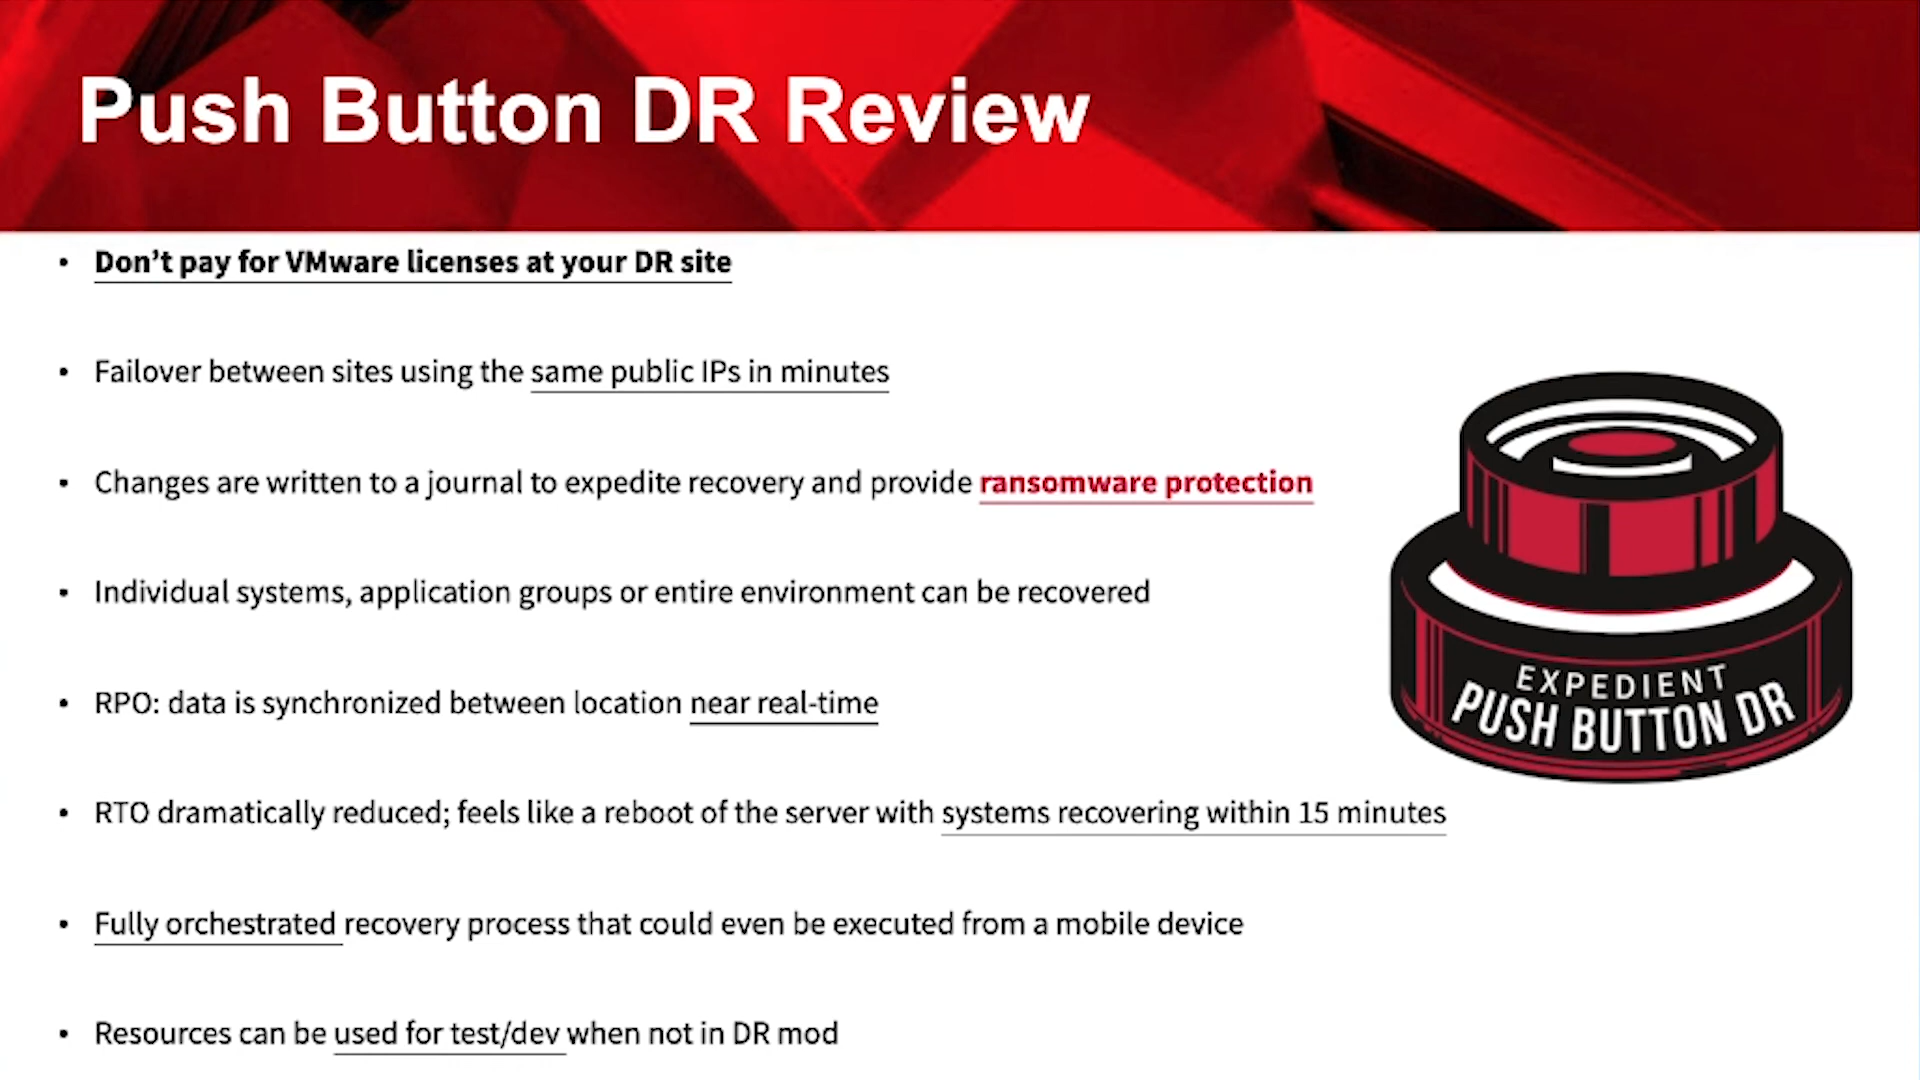 Push Button DR Review
• Don't pay for VMware licenses at your DR site
• Failover between sites using the same public IPs in minutes
• Changes are written to a journal to expedite recovery and provide ransomware protection
• Individual systems, application groups or entire environment can be recovered
• RPO: data is synchronized between location near real-time
• RTO dramatically reduced; feels like a reboot of the server with systems recovering within 15 minutes
• Fully orchestrated recovery process that could even be executed from a mobile device
• Resources can be used for test/dev when not in DR mod
EXPEDIENT
PUSH BUTTON DR